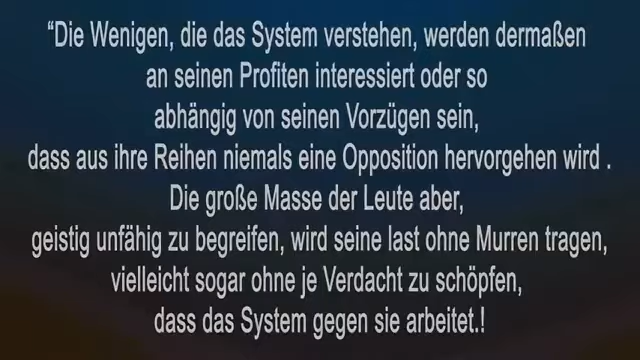 “Die Wenigen, die das System verstehen, werden dermaßen
an seinen Profiten interessiert oder so
abhängig von seinen Vorzügen sein,
dass aus ihre Reihen niemals eine Opposition hervorgehen wird .
Die große Masse der Leute aber,
geistig unfähig zu begreifen, wird seine last ohne Murren tragen,
vielleicht sogar ohne je Verdacht zu schöpfen,
dass das System gegen sie arbeitet.!